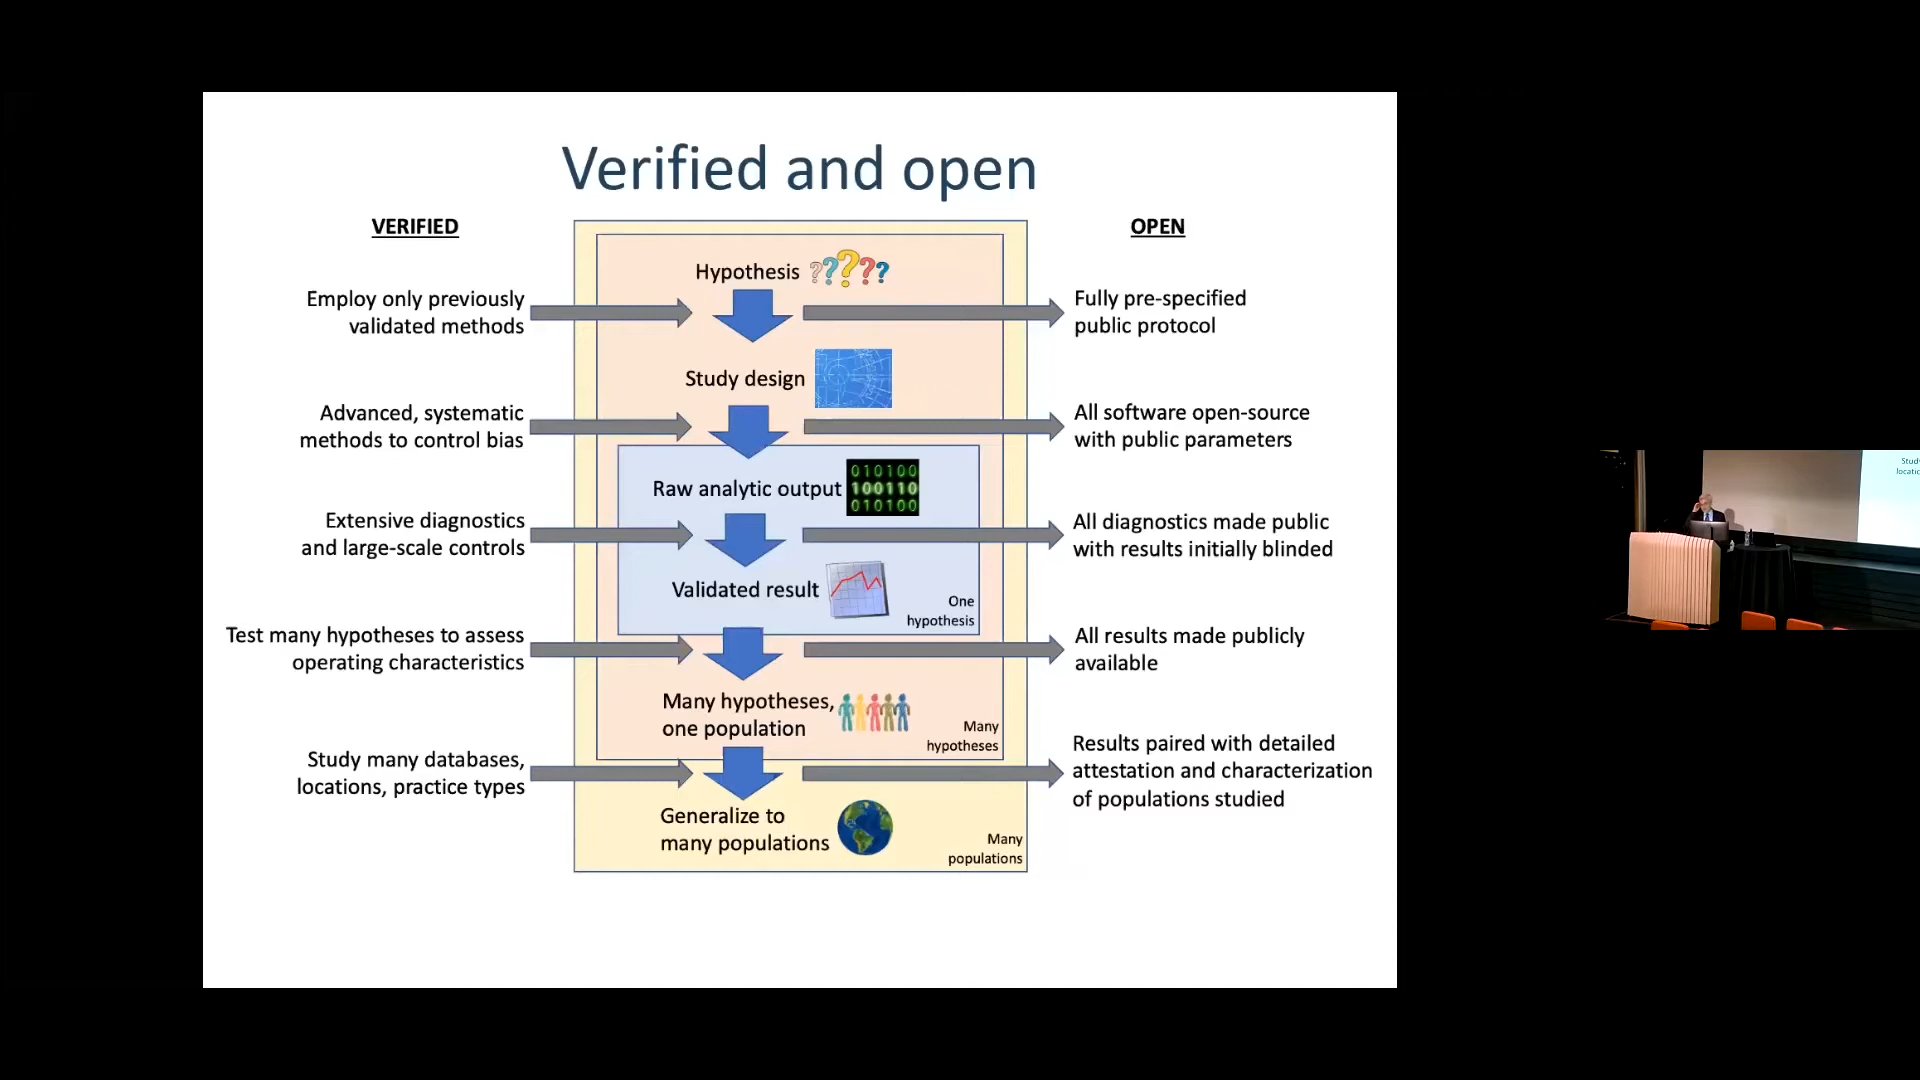 Verified and open
VERIFIED
OPEN
Hypothesis
?????
Employ only previously
validated methods
Fully pre-specified
public protocol
Study design
Advanced, systematic
methods to control bias
All software open-source
with public parameters
Raw analytic output
010100
100110
010100
Extensive diagnostics
and large-scale controls
All diagnostics made public
with results initially blinded
Validated result
One
hypothesis
Test many hypotheses to assess
operating characteristics
All results made publicly
available
Many hypotheses,
one population
Many
hypotheses
Study many databases,
locations, practice types
Results paired with detailed
attestation and characterization
of populations studied
Generalize to
many populations
Many
populations